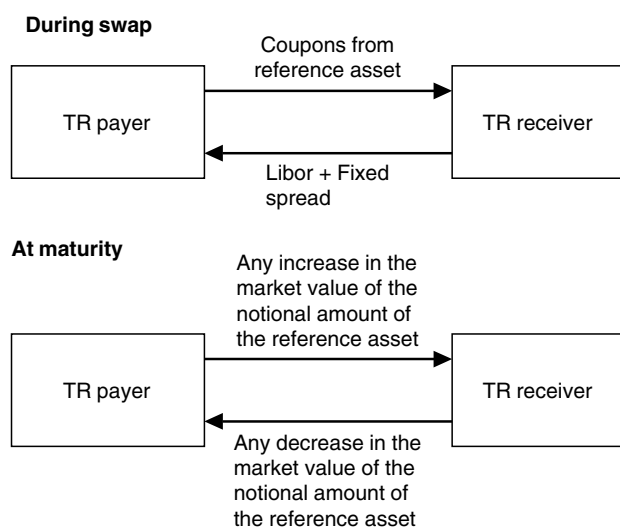 During swap
Coupons from
reference asset
TR payer
TR receiver
Libor + Fixed
spread
At maturity
Any increase in the
market value of the
notional amount of
the reference asset
TR payer
TR receiver
Any decrease in the
market value of the
notional amount of
the reference asset